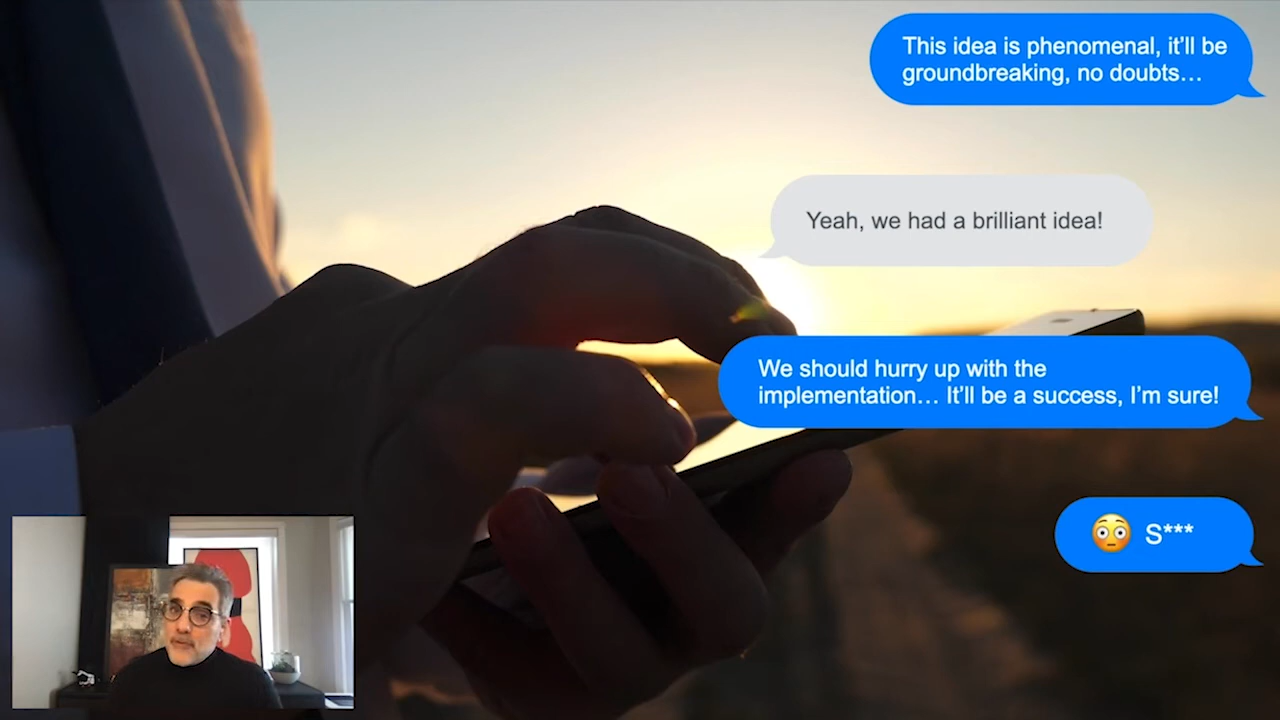 This idea is phenomenal, it’ll be
groundbreaking, no doubts…
Yeah, we had a brilliant idea!
We should hurry up with the
implementation… It’ll be a success, I’m sure!
😳 S***